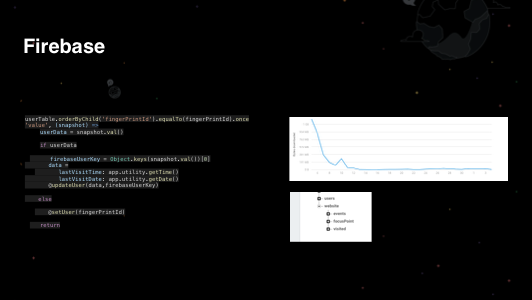 Firebase
userTable.orderByChild('fingerPrintId').equalTo(fingerPrintId).once
'value', (snapshot) =>
userData = snapshot.val()
if userData
firebaseUserKey = Object.keys(snapshot.val())[0]
data =
lastVisitTime: app.utility.getTime()
lastVisitDate: app.utility.getDate()
@updateUser(data,firebaseUserKey)
else
@setUser(fingerPrintId)
return
users
website
events
focusPoint
visited